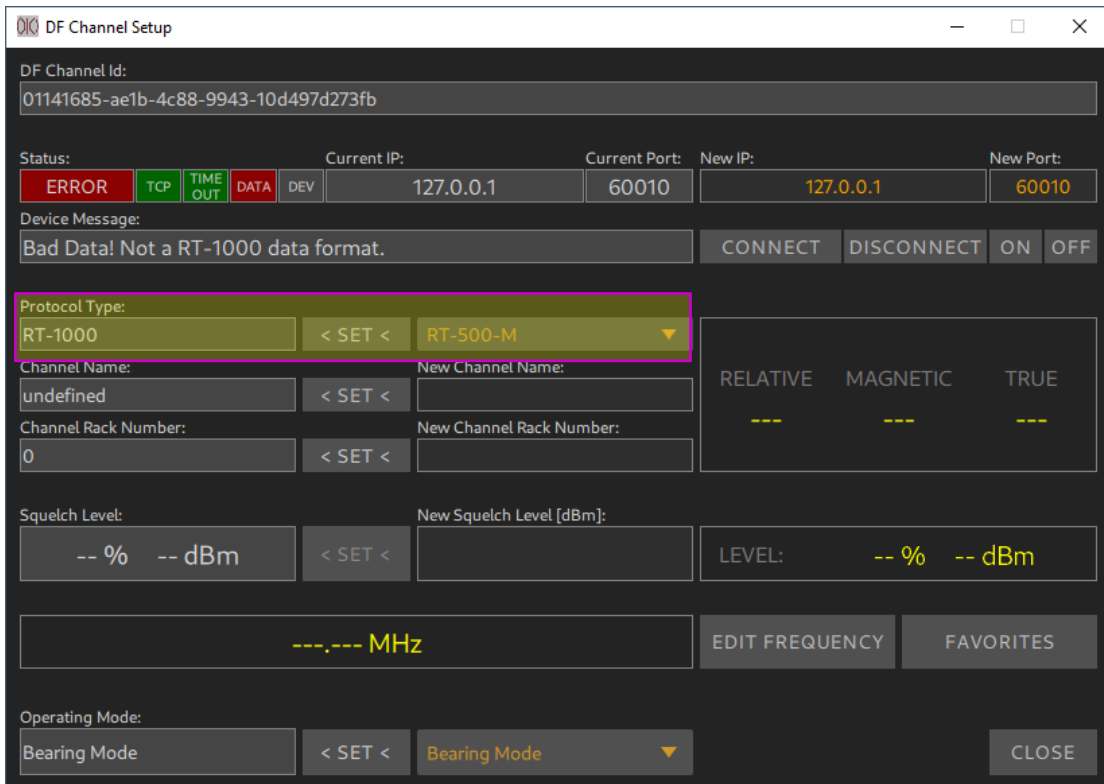 DF Channel Setup
DF Channel Id:
01141685-ae1b-4c88-9943-10d497d273fb
Status: Current IP: Current Port: New IP: New Port:
ERROR TCP TIME OUT DATA DEV 127.0.0.1 60010 127.0.0.1 60010
Device Message:
Bad Data! Not a RT-1000 data format. CONNECT DISCONNECT ON OFF
Protocol Type:
RT-1000 < SET < RT-500-M
Channel Name: New Channel Name:
undefined < SET <
RELATIVE MAGNETIC TRUE
--- --- ---
Channel Rack Number: New Channel Rack Number:
0 < SET <
Squelch Level: New Squelch Level [dBm]:
-- % -- dBm < SET < LEVEL: -- % -- dBm
---.--- MHz EDIT FREQUENCY FAVORITES
Operating Mode:
Bearing Mode < SET < Bearing Mode CLOSE